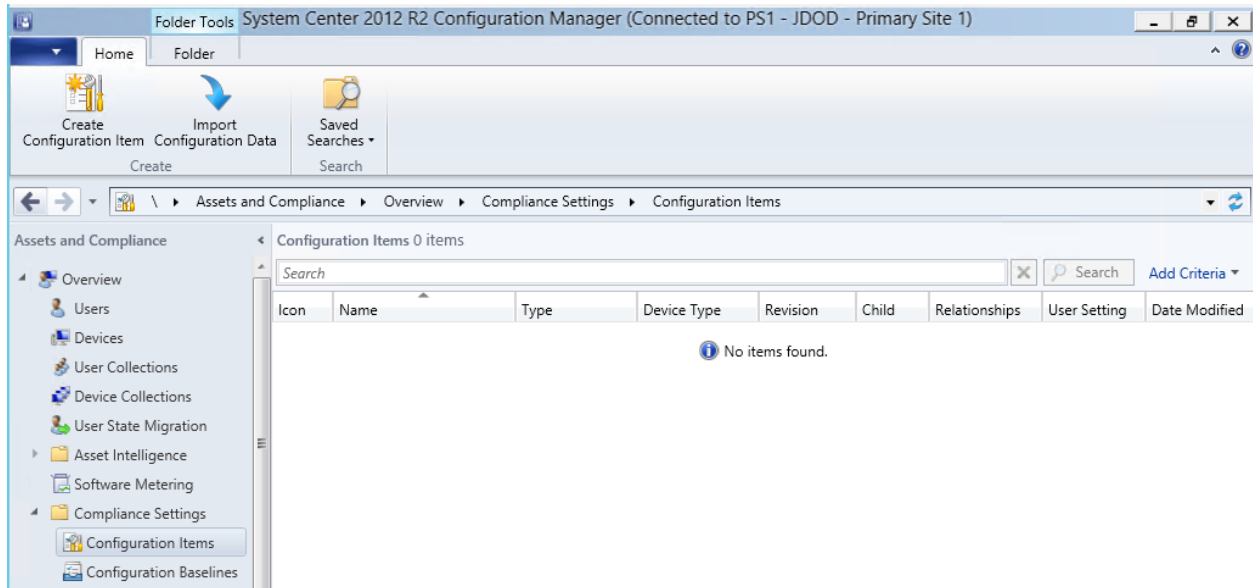 Folder Tools System Center 2012 R2 Configuration Manager (Connected to PS1 - JDOD - Primary Site 1)
Home Folder
Create Configuration Item
Import Configuration Data
Saved Searches
Create
Search
\ Assets and Compliance Overview Compliance Settings Configuration Items
Assets and Compliance
Overview
Users
Devices
User Collections
Device Collections
User State Migration
Asset Intelligence
Software Metering
Compliance Settings
Configuration Items
Configuration Baselines
Configuration Items 0 items
Search
Search
Add Criteria
Icon Name Type Device Type Revision Child Relationships User Setting Date Modified
No items found.